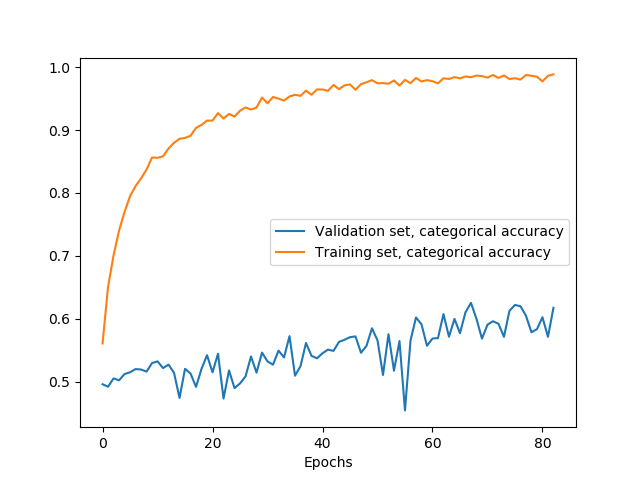 1.0
0.9
0.8
0.7
0.6
0.5
Validation set, categorical accuracy
Training set, categorical accuracy
0 20 40 60 80
Epochs